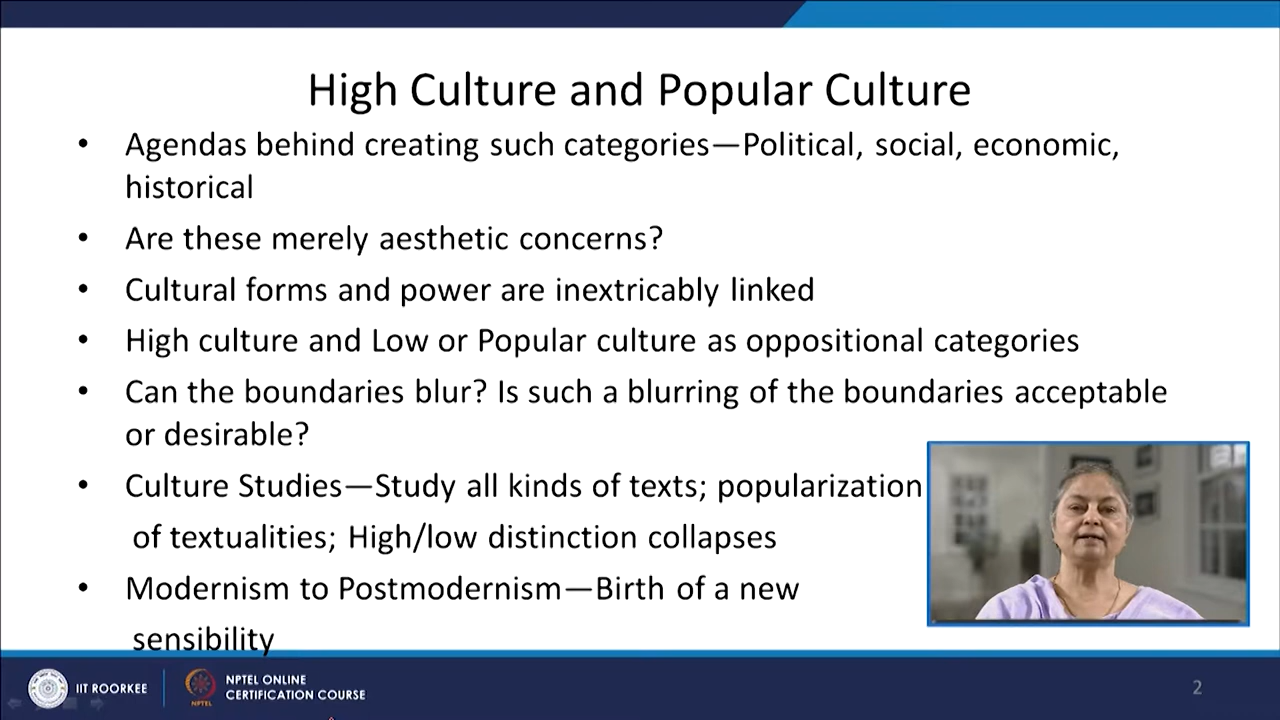 High Culture and Popular Culture
• Agendas behind creating such categories—Political, social, economic,
historical
• Are these merely aesthetic concerns?
• Cultural forms and power are inextricably linked
• High culture and Low or Popular culture as oppositional categories
• Can the boundaries blur? Is such a blurring of the boundaries acceptable
or desirable?
• Culture Studies—Study all kinds of texts; popularization
of textualities; High/low distinction collapses
• Modernism to Postmodernism—Birth of a new
sensibility
IIT ROORKEE
NPTEL
NPTEL ONLINE
CERTIFICATION COURSE
2